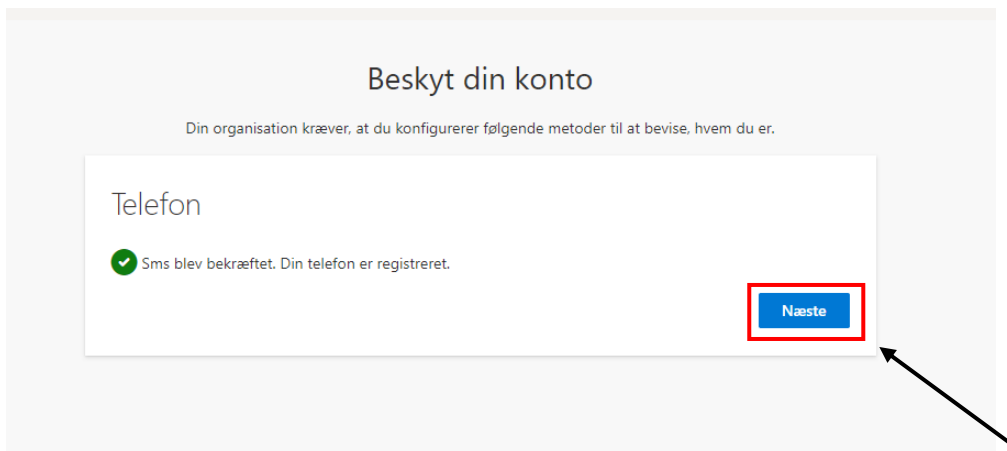 Beskyt din konto
Din organisation kræver, at du konfigurerer følgende metoder til at bevise, hvem du er.
Telefon
Sms blev bekræftet. Din telefon er registreret.
Næste